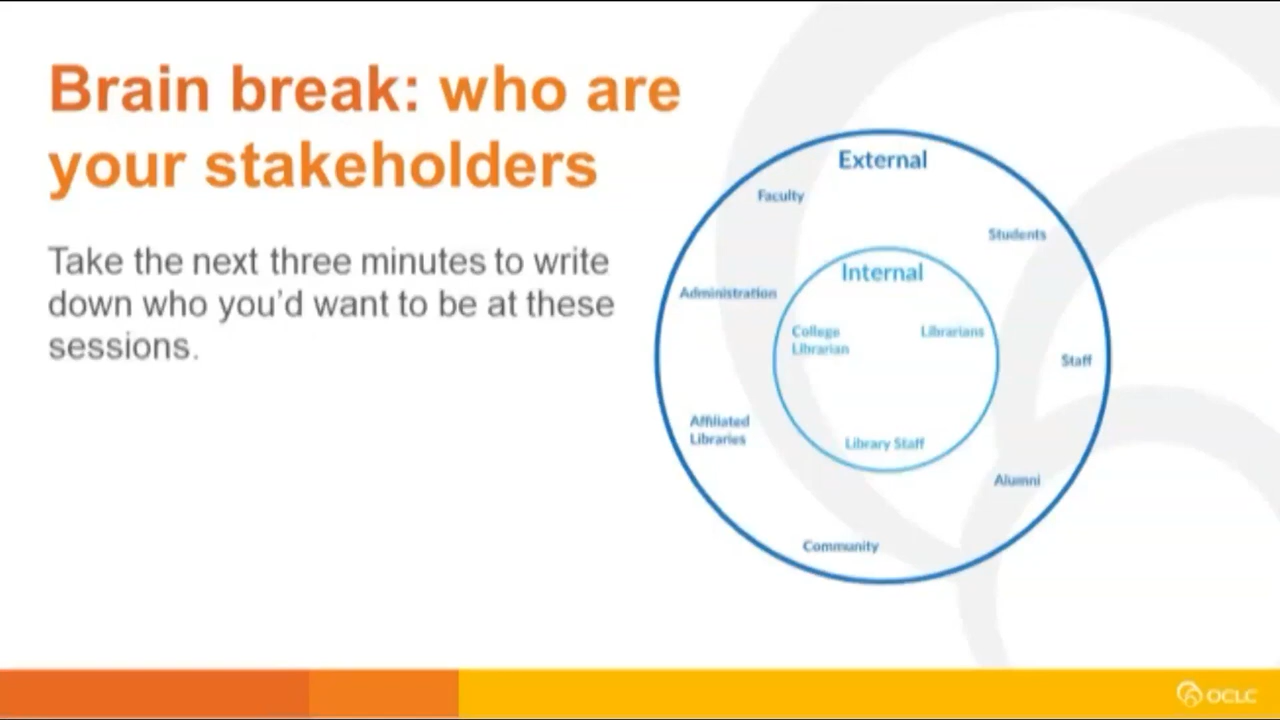 Brain break: who are
your stakeholders
Take the next three minutes to write
down who you’d want to be at these
sessions.
External
Faculty
Students
Internal
Administration
College
Librarian
Librarians
Staff
Affiliated
Libraries
Library Staff
Alumni
Community
OCLC